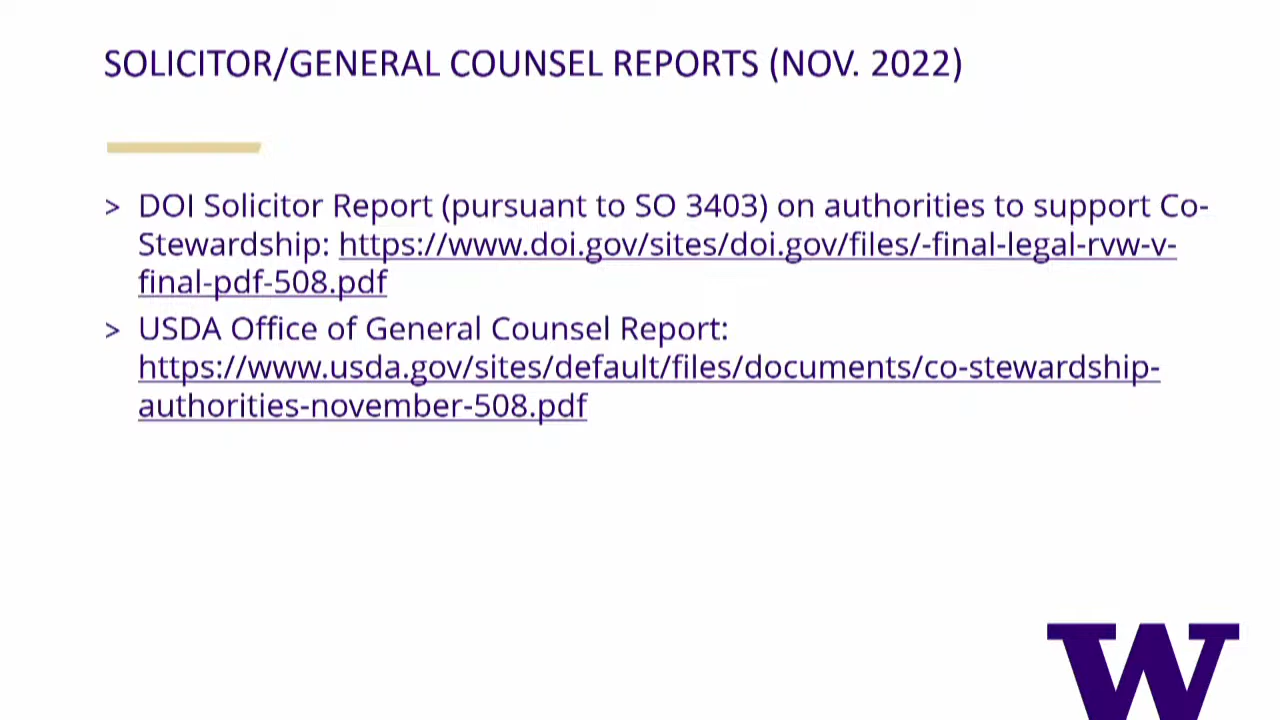 SOLICITOR/GENERAL COUNSEL REPORTS (NOV. 2022)
> DOI Solicitor Report (pursuant to SO 3403) on authorities to support Co-
Stewardship: https://www.doi.gov/sites/doi.gov/files/-final-legal-rvw-v-
final-pdf-508.pdf
> USDA Office of General Counsel Report:
https://www.usda.gov/sites/default/files/documents/co-stewardship-
authorities-november-508.pdf
W